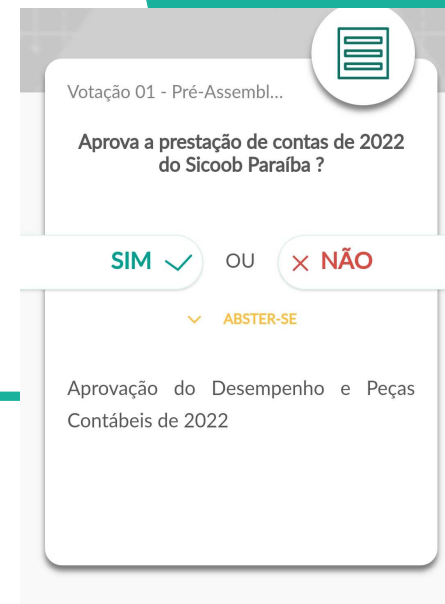 Votação 01 - Pré-Assembl...
Aprova a prestação de contas de 2022
do Sicoob Paraíba ?
SIM OU NÃO
ABSTER-SE
Aprovação do Desempenho e Peças
Contábeis de 2022